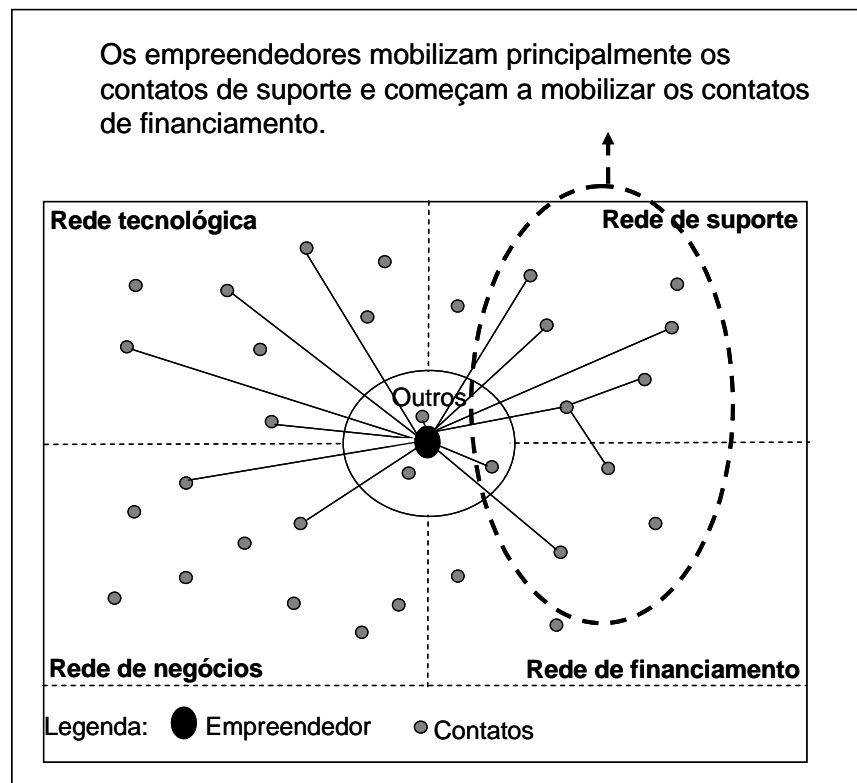 Os empreendedores mobilizam principalmente os
contatos de suporte e começam a mobilizar os contatos
de financiamento.
Rede tecnológica
Rede de suporte
Outros
Rede de negócios
Rede de financiamento
Legenda: Empreendedor Contatos